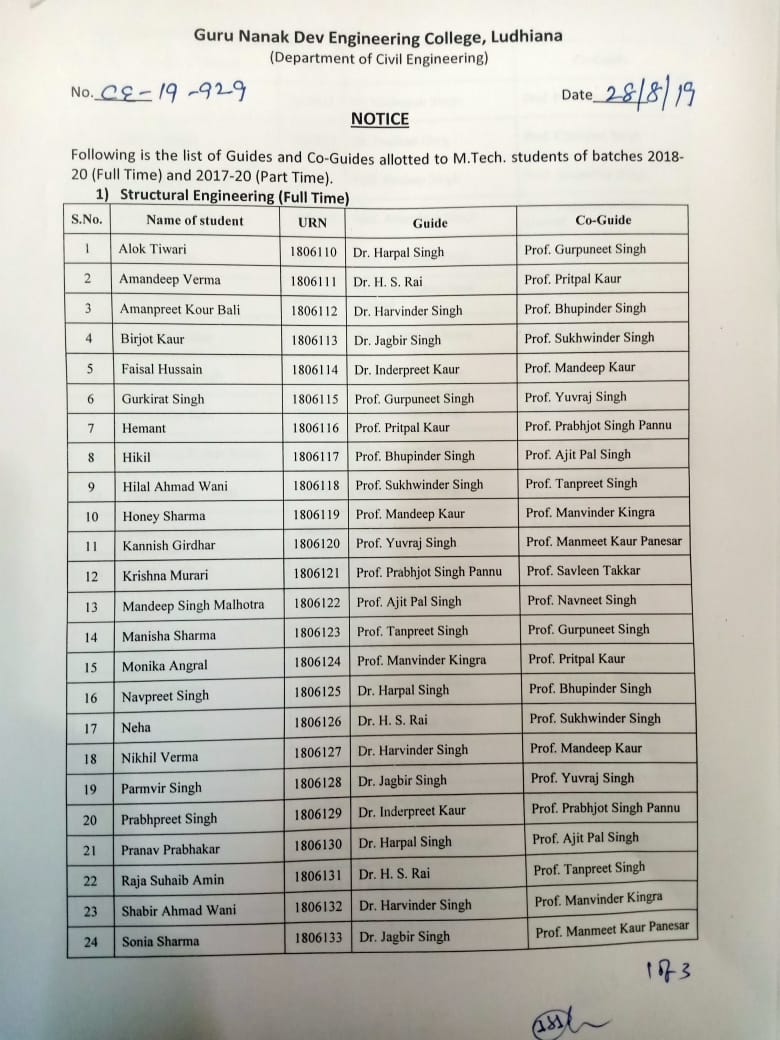 Guru Nanak Dev Engineering College, Ludhiana
(Department of Civil Engineering)
No. CE-19-929 Date 28/8/19
NOTICE
Following is the list of Guides and Co-Guides allotted to M.Tech. students of batches 2018-
20 (Full Time) and 2017-20 (Part Time).
1) Structural Engineering (Full Time)
S.No. Name of student URN Guide Co-Guide
1 Alok Tiwari 1806110 Dr. Harpal Singh Prof. Gurpuneet Singh
2 Amandeep Verma 1806111 Dr. H. S. Rai Prof. Pritpal Kaur
3 Amanpreet Kour Bali 1806112 Dr. Harvinder Singh Prof. Bhupinder Singh
4 Birjot Kaur 1806113 Dr. Jagbir Singh Prof. Sukhwinder Singh
5 Faisal Hussain 1806114 Dr. Inderpreet Kaur Prof. Mandeep Kaur
6 Gurkirat Singh 1806115 Prof. Gurpuneet Singh Prof. Yuvraj Singh
7 Hemant 1806116 Prof. Pritpal Kaur Prof. Prabhjot Singh Pannu
8 Hikil 1806117 Prof. Bhupinder Singh Prof. Ajit Pal Singh
9 Hilal Ahmad Wani 1806118 Prof. Sukhwinder Singh Prof. Tanpreet Singh
10 Honey Sharma 1806119 Prof. Mandeep Kaur Prof. Manvinder Kingra
11 Kannish Girdhar 1806120 Prof. Yuvraj Singh Prof. Manmeet Kaur Panesar
12 Krishna Murari 1806121 Prof. Prabhjot Singh Pannu Prof. Savleen Takkar
13 Mandeep Singh Malhotra 1806122 Prof. Ajit Pal Singh Prof. Navneet Singh
14 Manisha Sharma 1806123 Prof. Tanpreet Singh Prof. Gurpuneet Singh
15 Monika Angral 1806124 Prof. Manvinder Kingra Prof. Pritpal Kaur
16 Navpreet Singh 1806125 Dr. Harpal Singh Prof. Bhupinder Singh
17 Neha 1806126 Dr. H. S. Rai Prof. Sukhwinder Singh
18 Nikhil Verma 1806127 Dr. Harvinder Singh Prof. Mandeep Kaur
19 Parmvir Singh 1806128 Dr. Jagbir Singh Prof. Yuvraj Singh
20 Prabhpreet Singh 1806129 Dr. Inderpreet Kaur Prof. Prabhjot Singh Pannu
21 Pranav Prabhakar 1806130 Dr. Harpal Singh Prof. Ajit Pal Singh
22 Raja Suhaib Amin 1806131 Dr. H. S. Rai Prof. Tanpreet Singh
23 Shabir Ahmad Wani 1806132 Dr. Harvinder Singh Prof. Manvinder Kingra
24 Sonia Sharma 1806133 Dr. Jagbir Singh Prof. Manmeet Kaur Panesar
1 of 3